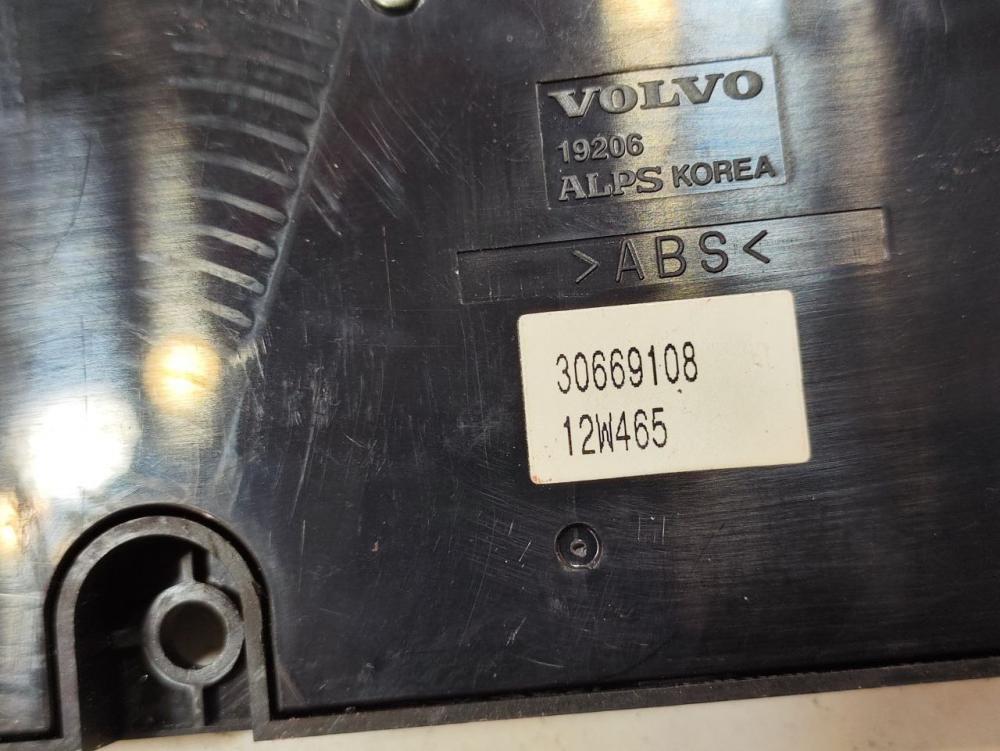 VOLVO
19206
ALPS KOREA
>ABS<
30669108
12W465